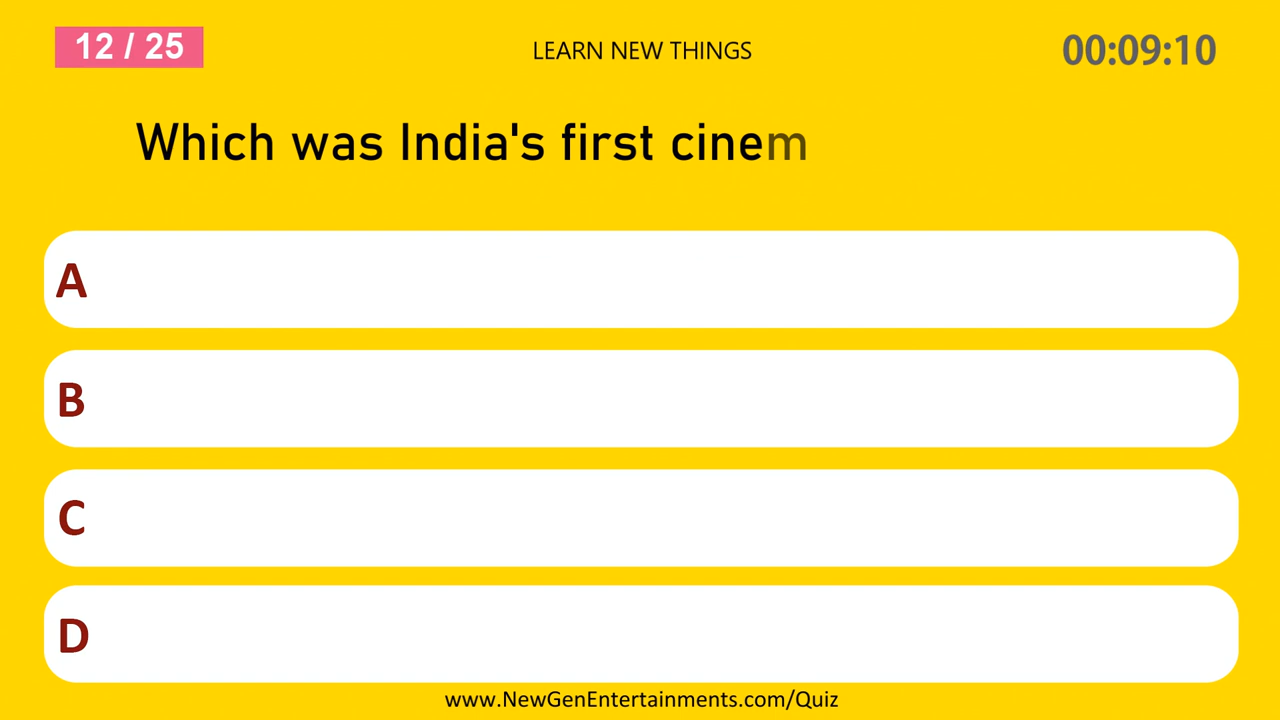 12 / 25
LEARN NEW THINGS
00:09:10
Which was India's first cinem
A
B
C
D
www.NewGenEntertainments.com/Quiz